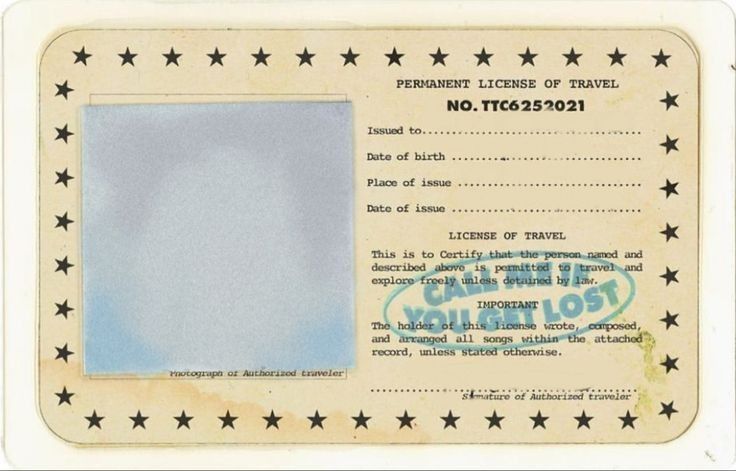 PERMANENT LICENSE OF TRAVEL
NO. TTC6252021
Issued to....................................
Date of birth ...............................
Place of issue ..............................
Date of issue ...............................
LICENSE OF TRAVEL
This is to Certify that the person named and
described above is permitted to travel and
explore freely unless detained by law.
CALL ME IF
YOU GET LOST
IMPORTANT
The holder of this license wrote, composed,
and arranged all songs within the attached
record, unless stated otherwise.
Photograph of Authorized traveler
Signature of Authorized traveler